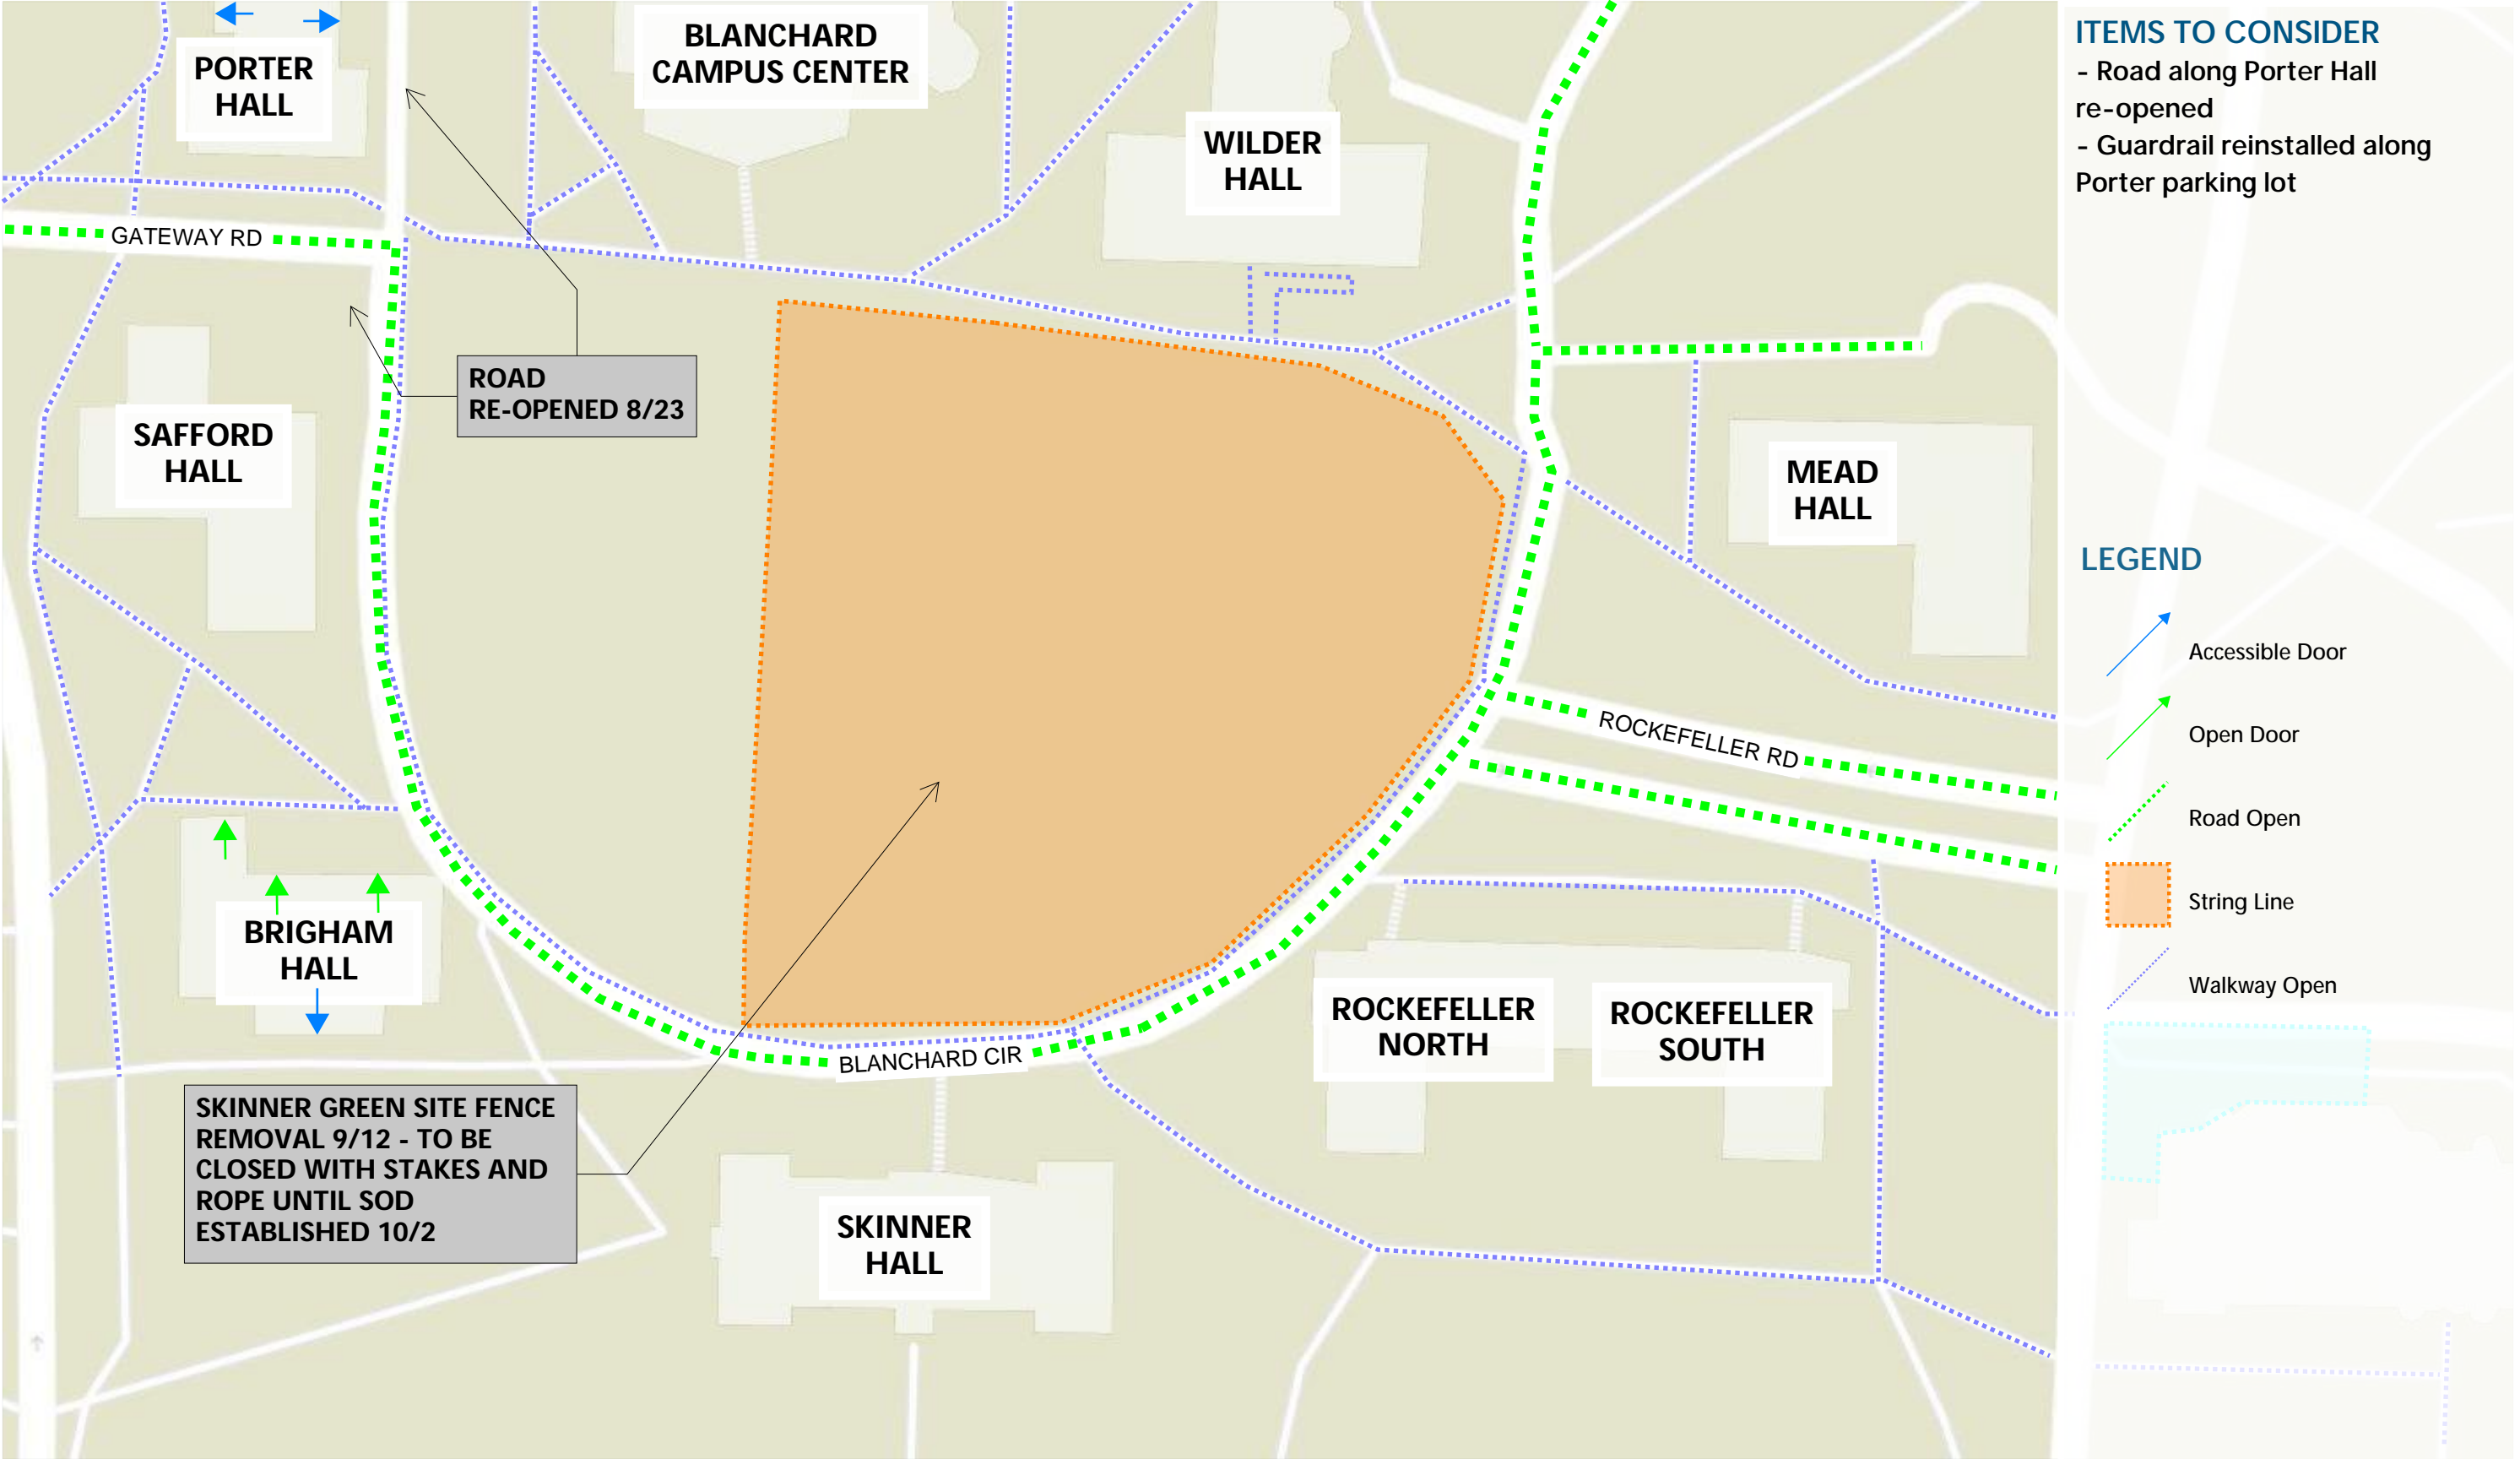 PORTER
HALL
BLANCHARD
CAMPUS CENTER
WILDER
HALL
ITEMS TO CONSIDER
- Road along Porter Hall
re-opened
- Guardrail reinstalled along
Porter parking lot
GATEWAY RD
ROAD
RE-OPENED 8/23
SAFFORD
HALL
MEAD
HALL
LEGEND
Accessible Door
Open Door
Road Open
String Line
Walkway Open
ROCKEFELLER RD
BRIGHAM
HALL
ROCKEFELLER
NORTH
ROCKEFELLER
SOUTH
BLANCHARD CIR
SKINNER GREEN SITE FENCE
REMOVAL 9/12 - TO BE
CLOSED WITH STAKES AND
ROPE UNTIL SOD
ESTABLISHED 10/2
SKINNER
HALL